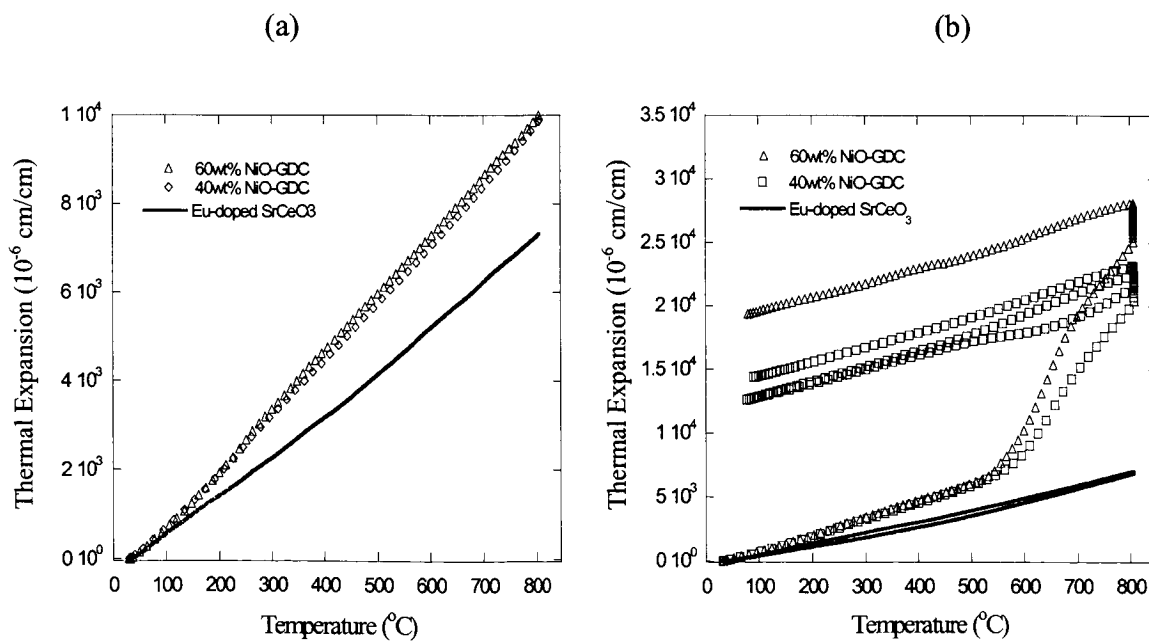 (a)
(b)
Thermal Expansion (10-6 cm/cm)
1 10^4
8 10^3
6 10^3
4 10^3
2 10^3
0 10^0
60wt% NiO-GDC
40wt% NiO-GDC
Eu-doped SrCeO3
0 100 200 300 400 500 600 700 800
Temperature (°C)
Thermal Expansion (10-6 cm/cm)
3.5 10^4
3 10^4
2.5 10^4
2 10^4
1.5 10^4
1 10^4
5 10^3
0 10^0
60wt% NiO-GDC
40wt% NiO-GDC
Eu-doped SrCeO3
0 100 200 300 400 500 600 700 800
Temperature (°C)